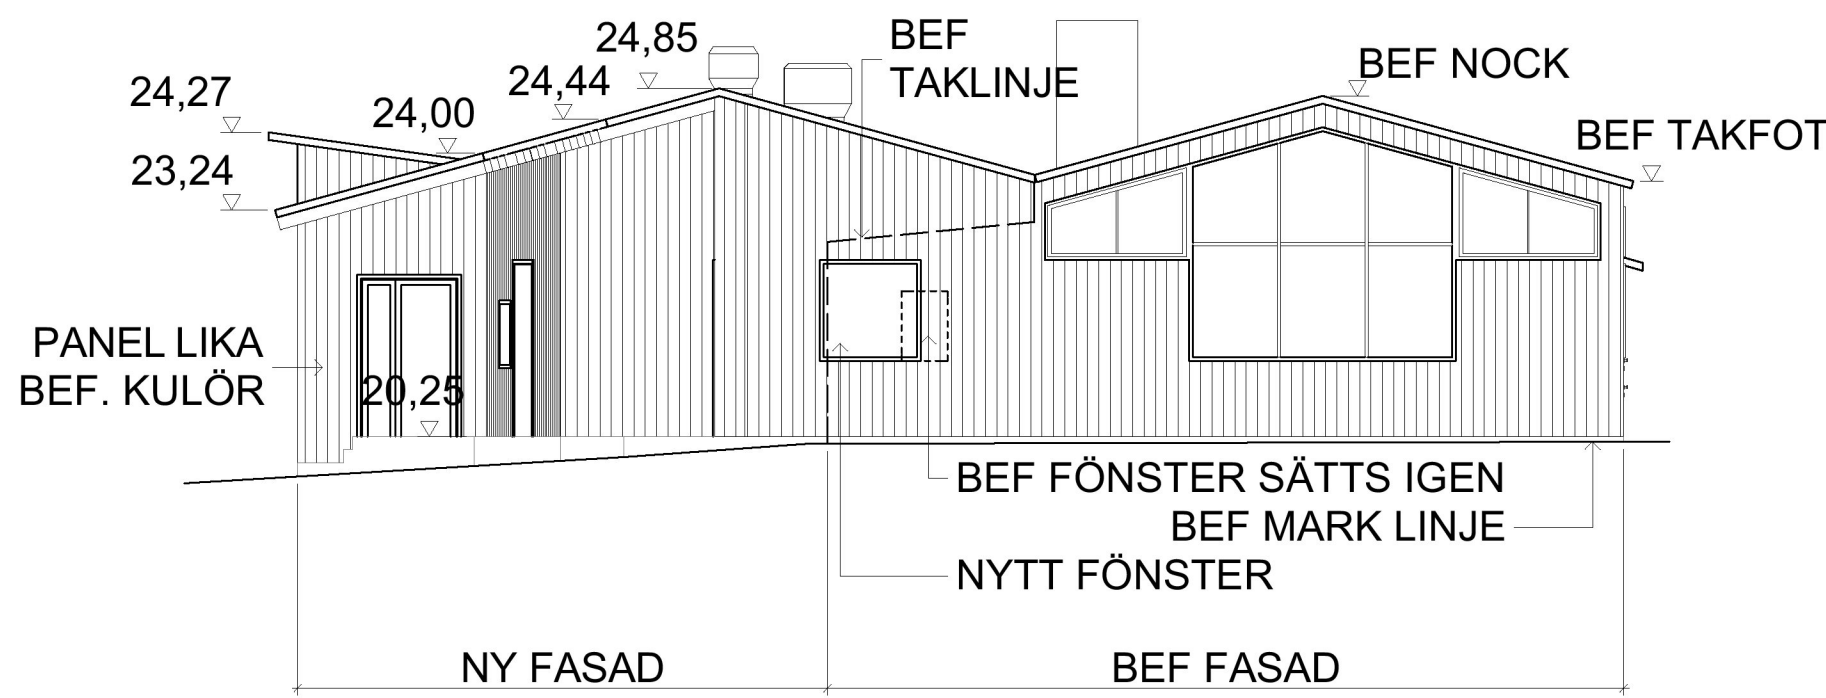 24,85
BEF
TAKLINJE
BEF NOCK
24,27
24,44
24,00
BEF TAKFOT
23,24
PANEL LIKA
BEF. KULÖR
20,25
BEF FÖNSTER SÄTTS IGEN
BEF MARK LINJE
NYTT FÖNSTER
NY FASAD
BEF FASAD